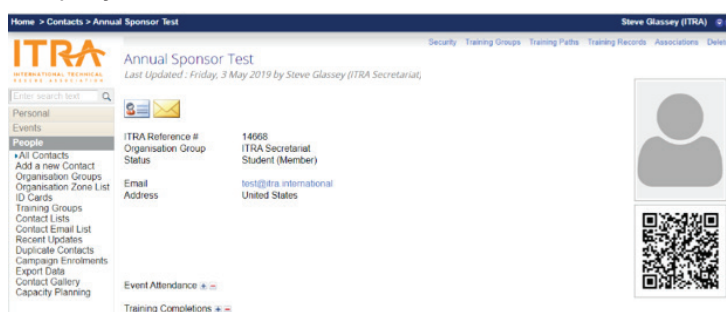 Home > Contacts > Annual Sponsor Test
Steve Glassey (ITRA)
ITRA
INTERNATIONAL TECHNICAL
RESCUE ASSOCIATION
Security Training Groups Training Paths Training Records Associations Delet
Annual Sponsor Test
Last Updated : Friday, 3 May 2019 by Steve Glassey (ITRA Secretariat,
Enter search text
Personal
Events
People
All Contacts
Add a new Contact
Organisation Groups
Organisation Zone List
ID Cards
Training Groups
Contact Lists
Contact Email List
Recent Updates
Duplicate Contacts
Campaign Enrolments
Export Data
Contact Gallery
Capacity Planning
ITRA Reference # 14668
Organisation Group ITRA Secretariat
Status Student (Member)
Email test@itra.international
Address United States
Event Attendance
Training Completions